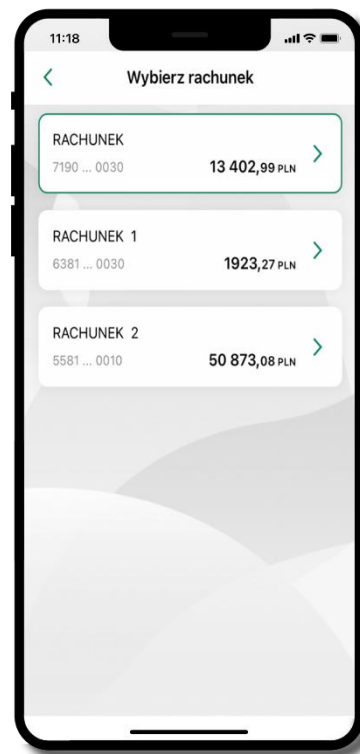 11:18
Wybierz rachunek
RACHUNEK
7190 ... 0030 13 402,99 PLN
RACHUNEK 1
6381 ... 0030 1923,27 PLN
RACHUNEK 2
5581 ... 0010 50 873,08 PLN